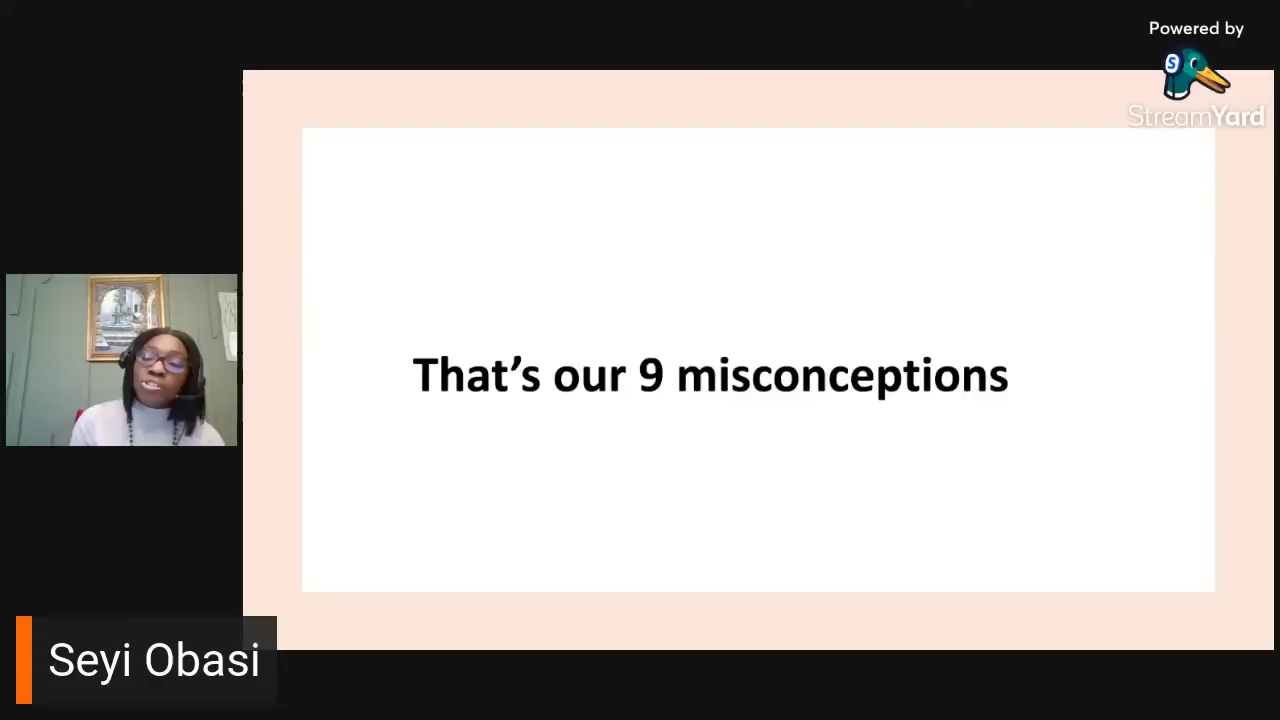 Powered by
S
StreamYard
That’s our 9 misconceptions
Seyi Obasi